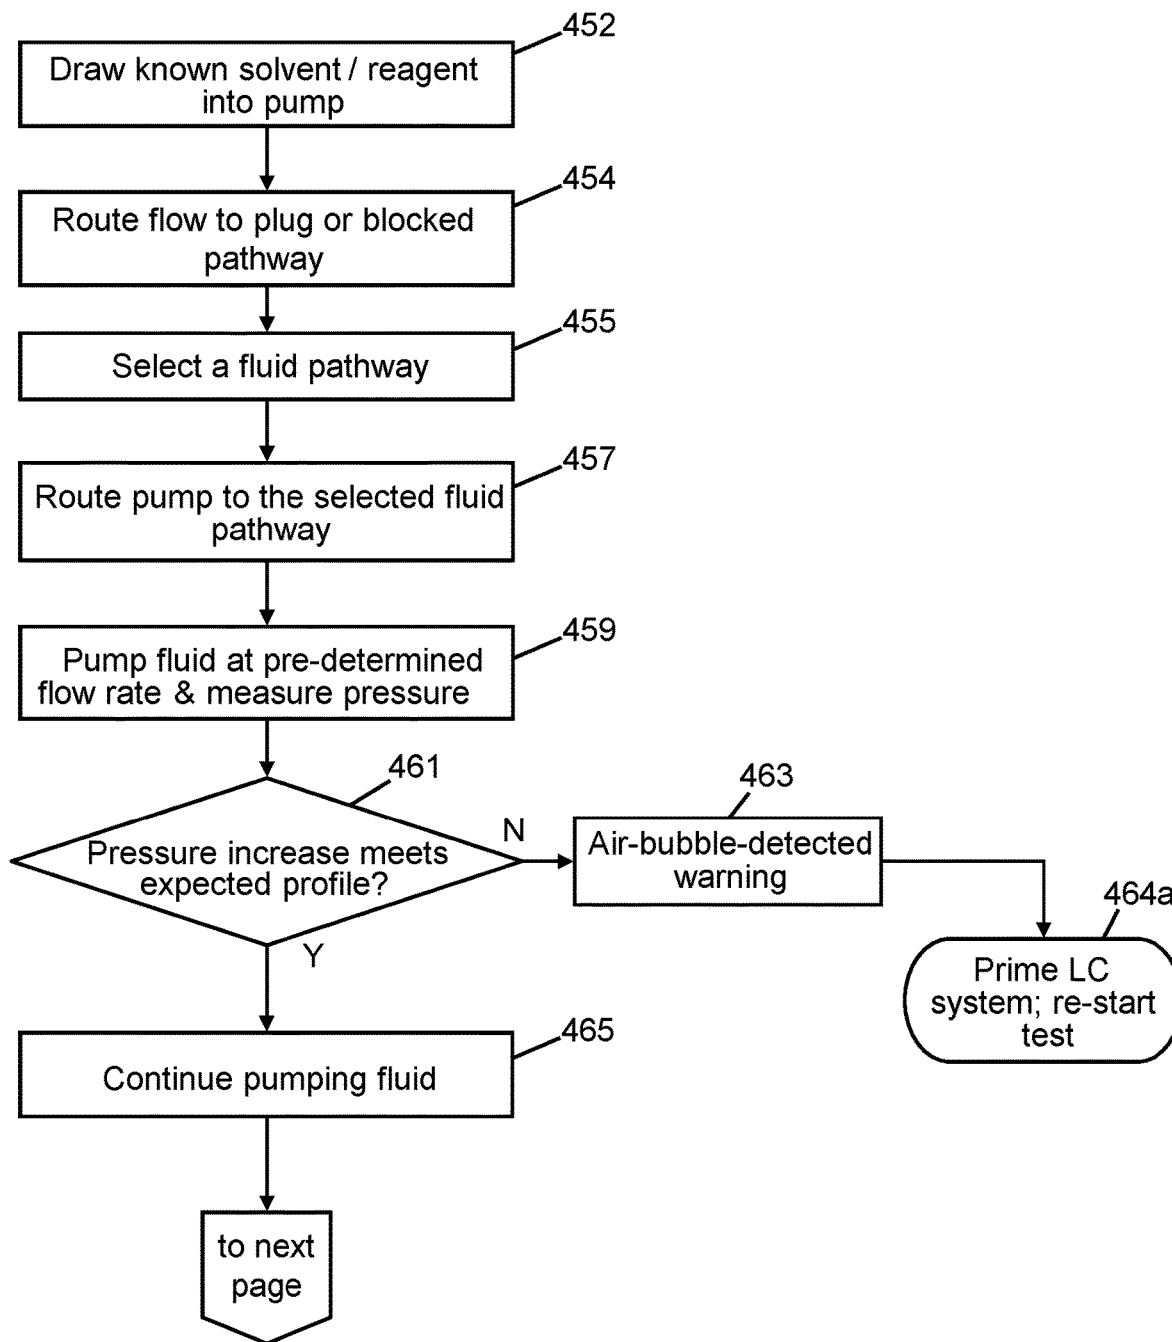 452
Draw known solvent / reagent
into pump
454
Route flow to plug or blocked
pathway
455
Select a fluid pathway
457
Route pump to the selected fluid
pathway
459
Pump fluid at pre-determined
flow rate & measure pressure
461
Pressure increase meets
expected profile?
N
463
Air-bubble-detected
warning
464a
Prime LC
system; re-start
test
Y
465
Continue pumping fluid
to next
page